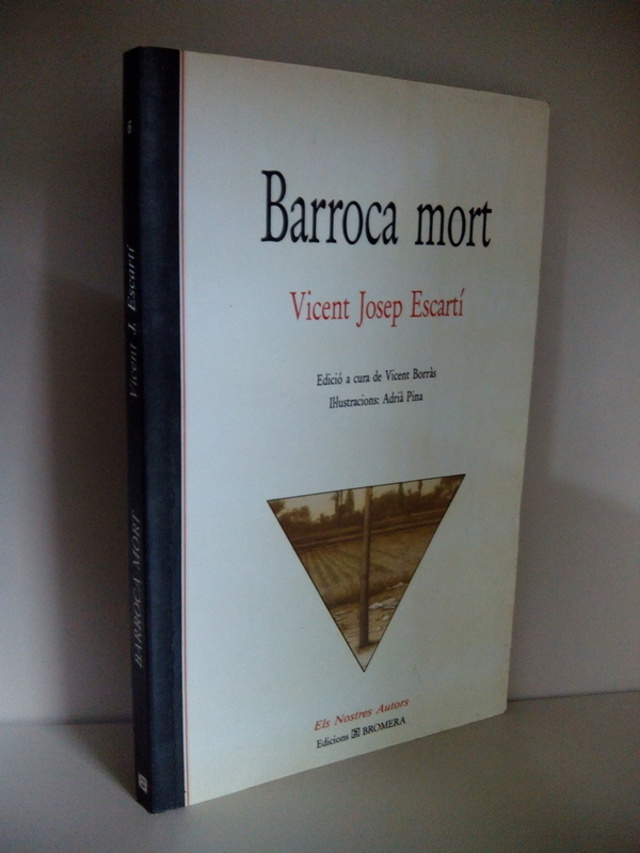 Barroca mort
Vicent Josep Escartí
Edició a cura de Vicent Borràs
Il·lustracions: Adrià Pina
Els Nostres Autors
Edicions BROMERA
Vicent J. Escartí
BARROCA MORT